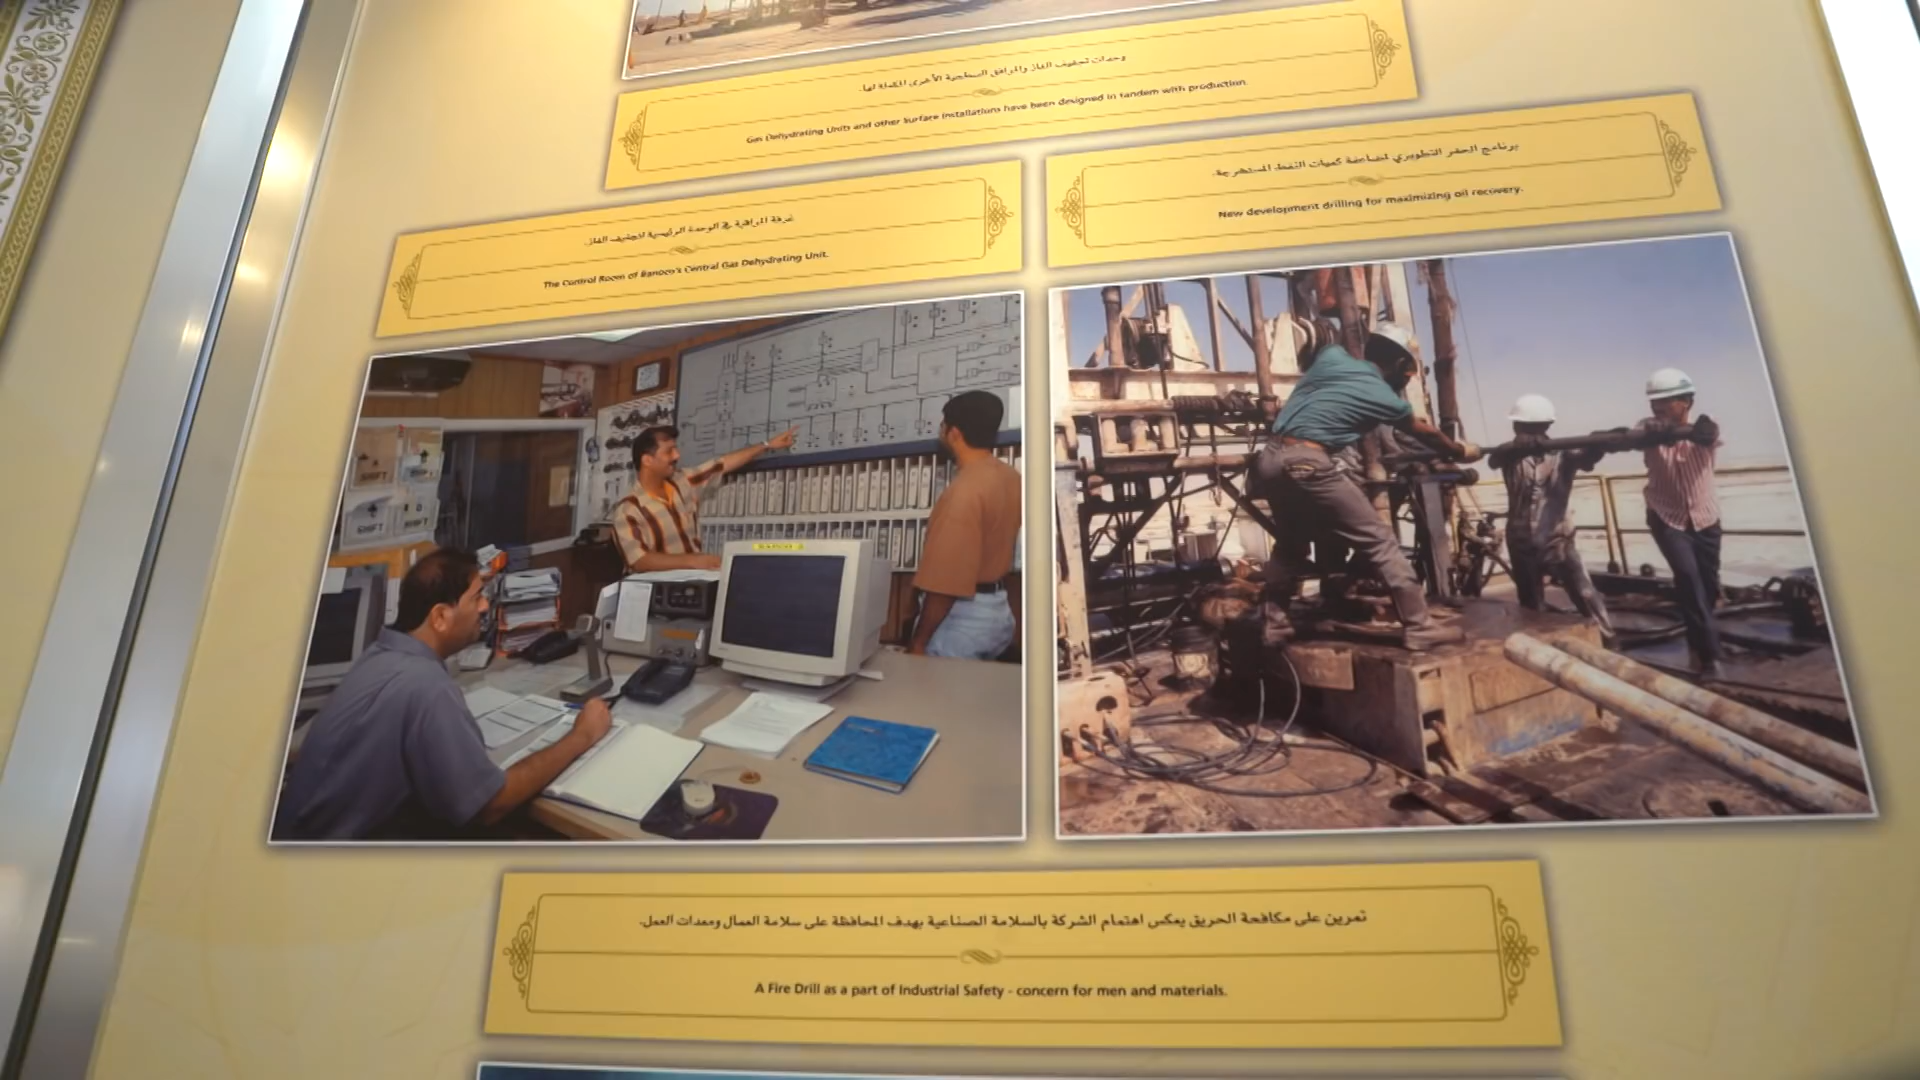 وحدات تجفيف الغاز والمرافق السطحية الأخرى المكملة لها.
Gas Dehydrating Units and other surface installations have been designed in tandem with production.
برنامج الحفر التطويري لمضاعفة كميات النفط المستخرجة.
New development drilling for maximizing oil recovery.
غرفة المراقبة في الوحدة الرئيسية لتجفيف الغاز.
The Control Room of Banoco's Central Gas Dehydrating Unit.
SHIFT
SHIFT
SHIFT
تمرين على مكافحة الحريق يعكس اهتمام الشركة بالسلامة الصناعية بهدف المحافظة على سلامة العمال ومعدات العمل.
A Fire Drill as a part of Industrial Safety - concern for men and materials.